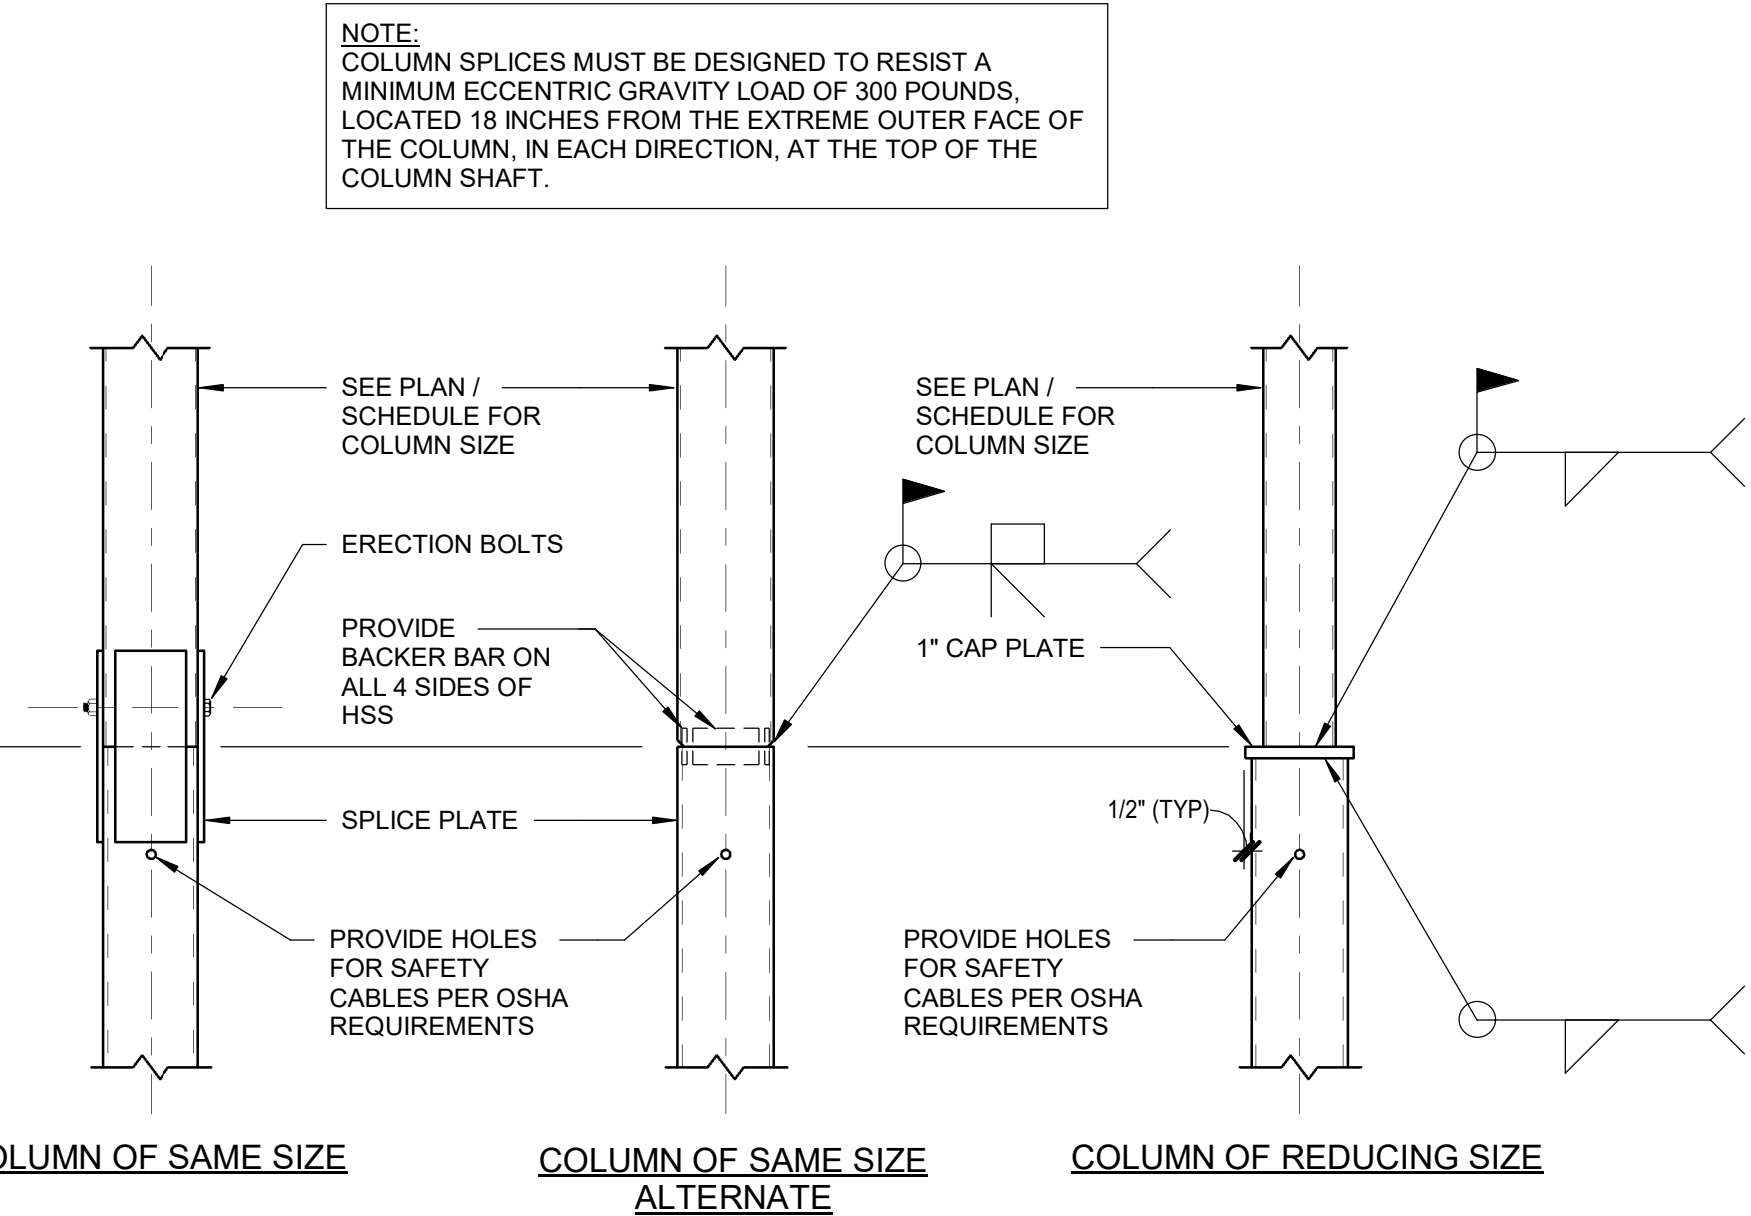 NOTE:
COLUMN SPLICES MUST BE DESIGNED TO RESIST A
MINIMUM ECCENTRIC GRAVITY LOAD OF 300 POUNDS,
LOCATED 18 INCHES FROM THE EXTREME OUTER FACE OF
THE COLUMN, IN EACH DIRECTION, AT THE TOP OF THE
COLUMN SHAFT.
SEE PLAN /
SCHEDULE FOR
COLUMN SIZE
ERECTION BOLTS
PROVIDE
BACKER BAR ON
ALL 4 SIDES OF
HSS
SPLICE PLATE
PROVIDE HOLES
FOR SAFETY
CABLES PER OSHA
REQUIREMENTS
SEE PLAN /
SCHEDULE FOR
COLUMN SIZE
1" CAP PLATE
1/2" (TYP)
PROVIDE HOLES
FOR SAFETY
CABLES PER OSHA
REQUIREMENTS
OLUMN OF SAME SIZE
COLUMN OF SAME SIZE
ALTERNATE
COLUMN OF REDUCING SIZE